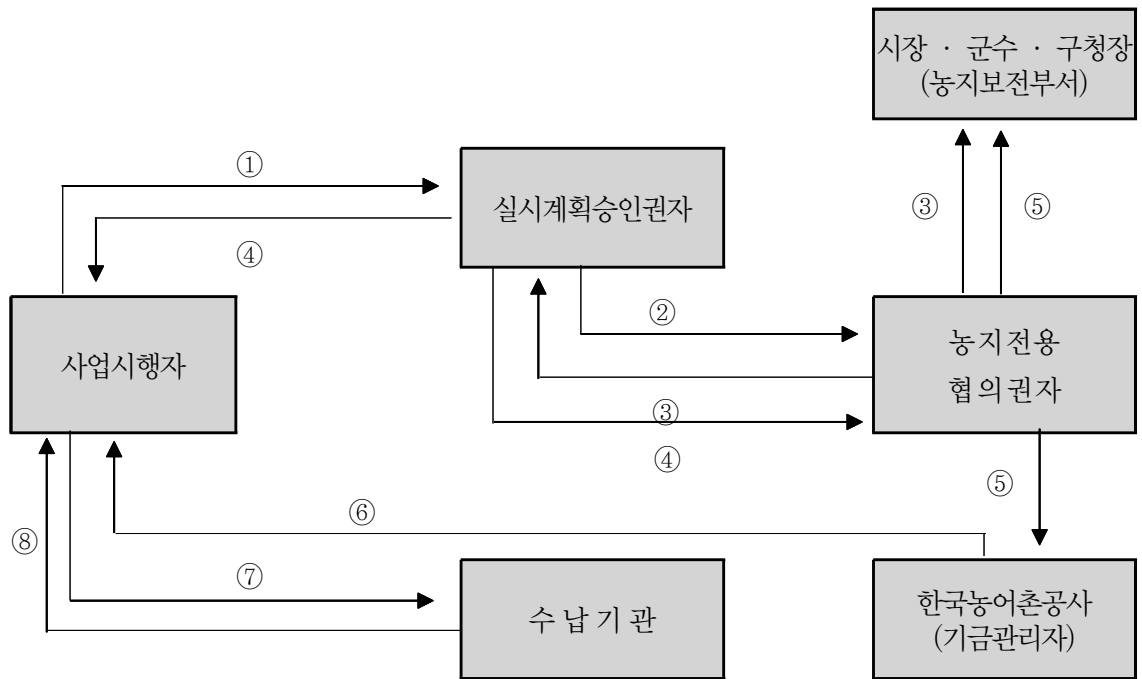 시장 · 군수 · 구청장
(농지보전부서)
①
실시계획승인권자
③
⑤
④
②
농지전용
협의권자
사업시행자
③
④
⑤
⑥
⑧
⑦
수 납 기 관
한국농어촌공사
(기금관리자)